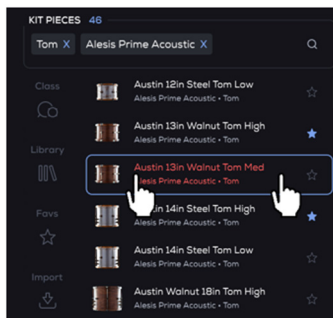 KIT PIECES 46
Tom X Alesis Prime Acoustic X
Class
Library
Favs
Import
Austin 12in Steel Tom Low
Alesis Prime Acoustic • Tom
Austin 13in Walnut Tom High
Alesis Prime Acoustic • Tom
Austin 13in Walnut Tom Med
Alesis Prime Acoustic • Tom
14in Steel Tom High
Alesis Prime Acoustic • Tom
Austin 14in Steel Tom Low
Alesis Prime Acoustic • Tom
Austin Walnut 18in Tom High
Alesis Prime Acoustic • Tom